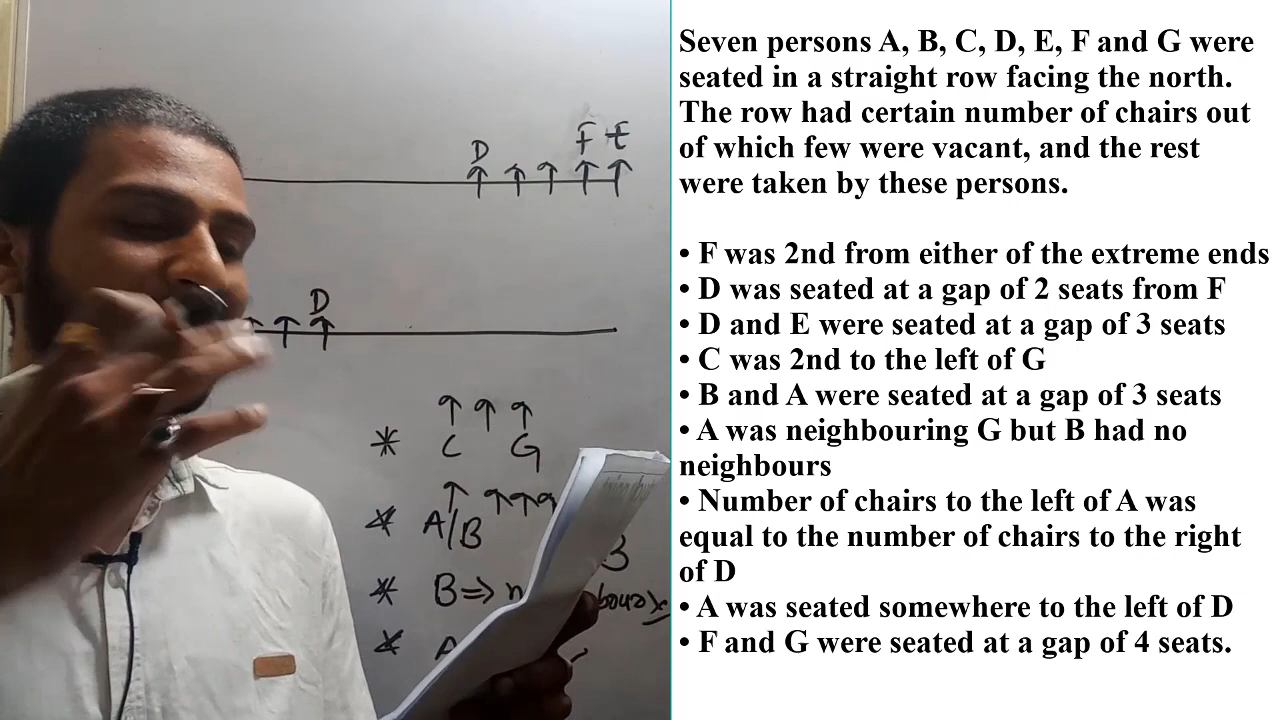 D F E
D
* C G
* A/B
B
* B => n
* A
Seven persons A, B, C, D, E, F and G were
seated in a straight row facing the north.
The row had certain number of chairs out
of which few were vacant, and the rest
were taken by these persons.
• F was 2nd from either of the extreme ends
• D was seated at a gap of 2 seats from F
• D and E were seated at a gap of 3 seats
• C was 2nd to the left of G
• B and A were seated at a gap of 3 seats
• A was neighbouring G but B had no
neighbours
• Number of chairs to the left of A was
equal to the number of chairs to the right
of D
• A was seated somewhere to the left of D
• F and G were seated at a gap of 4 seats.